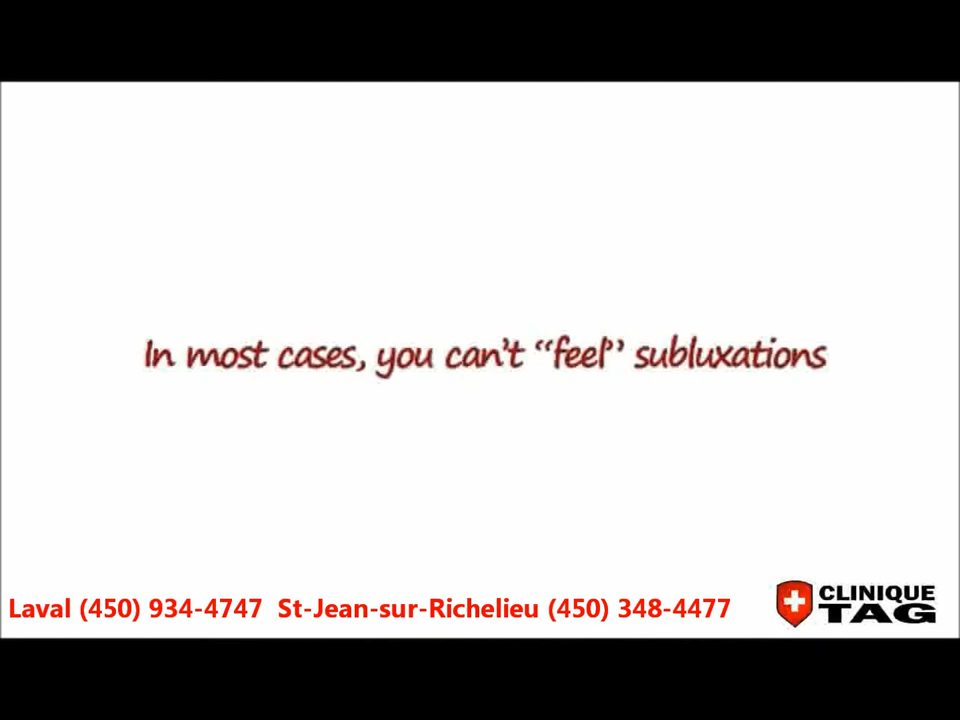 In most cases, you can't “feel” subluxations
Laval (450) 934-4747 St-Jean-sur-Richelieu (450) 348-4477
CLINIQUE
TAG